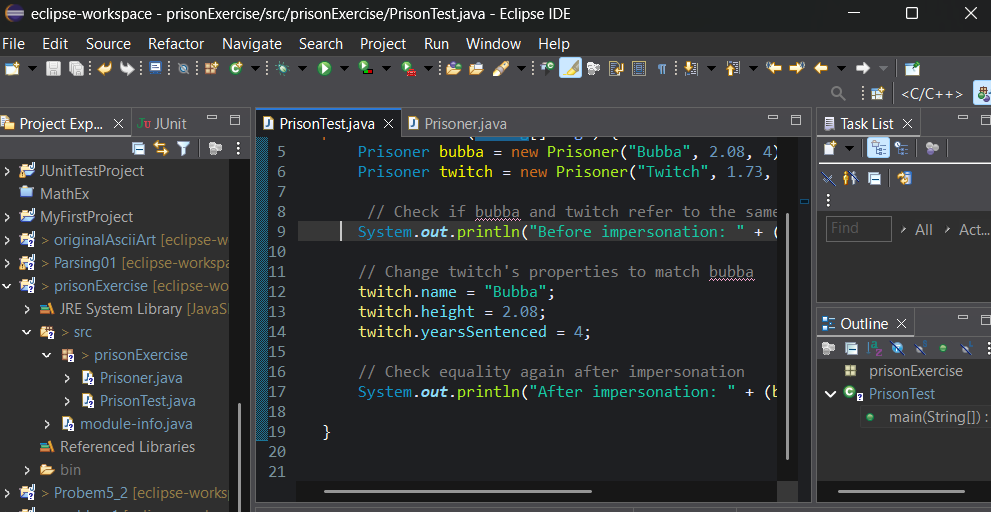 eclipse-workspace - prisonExercise/src/prisonExercise/PrisonTest.java - Eclipse IDE
File Edit Source Refactor Navigate Search Project Run Window Help
<C/C++>
Project Exp...
JUnit
JUnitTestProject
MathEx
MyFirstProject
> originalAsciiArt [eclipse-w
> Parsing01 [eclipse-workspa
> prisonExercise [eclipse-wo
JRE System Library [JavaS
> src
> prisonExercise
> Prisoner.java
> PrisonTest.java
> module-info.java
Referenced Libraries
> bin
> Probem5_2 [eclipse-works
PrisonTest.java
Prisoner.java
5 Prisoner bubba = new Prisoner("Bubba", 2.08, 4)
6 Prisoner twitch = new Prisoner("Twitch", 1.73,
7
8 // Check if bubba and twitch refer to the same
9 System.out.println("Before impersonation: " + (
10
11 // Change twitch's properties to match bubba
12 twitch.name = "Bubba";
13 twitch.height = 2.08;
14 twitch.yearsSentenced = 4;
15
16 // Check equality again after impersonation
17 System.out.println("After impersonation: " + (b
18
19 }
20
21
Task List
Find
All
Act...
Outline
prisonExercise
PrisonTest
main(String[]) :